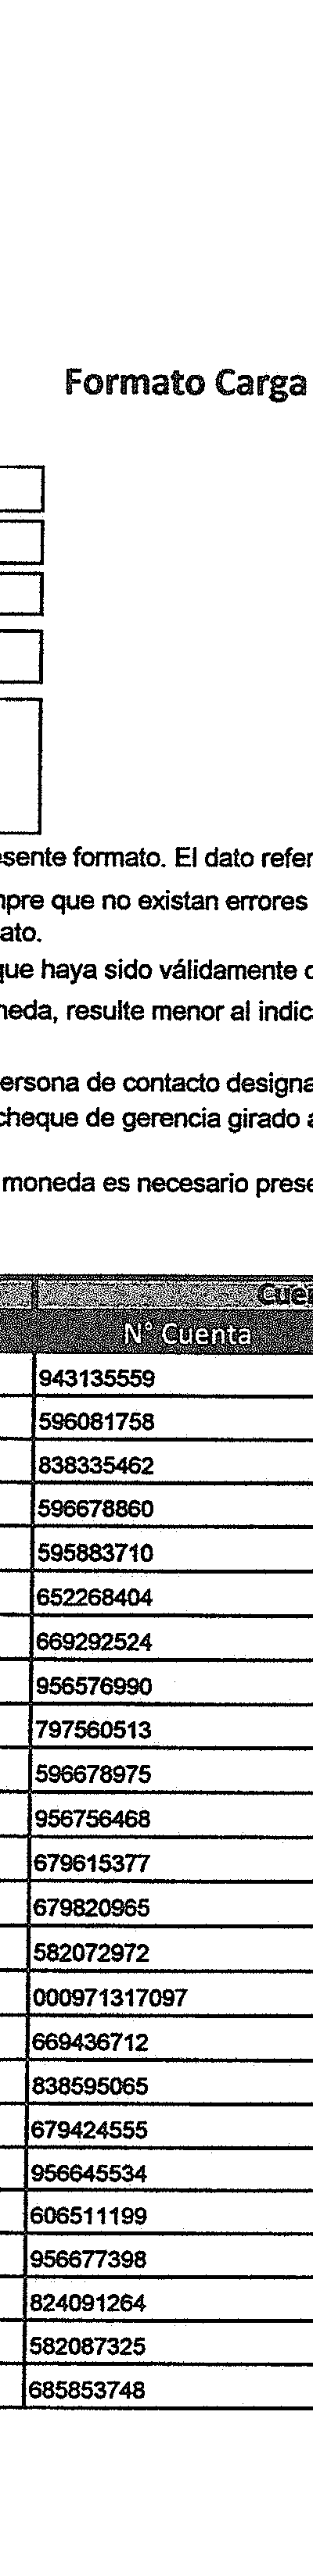 Formato Carga
esente formato. El dato refer
npre que no existan errores
ato.
que haya sido válidamente
neda, resulte menor al indic
persona de contacto designa
cheque de gerencia girado a
moneda es necesario prese
Cuen
N° Cuenta
943135559
596081758
838335462
596678860
595883710
652268404
669292524
956576990
797560513
596678975
956756468
679615377
679820965
582072972
000971317097
669436712
838595065
679424555
956645534
606511199
956677398
824091264
582087325
685853748